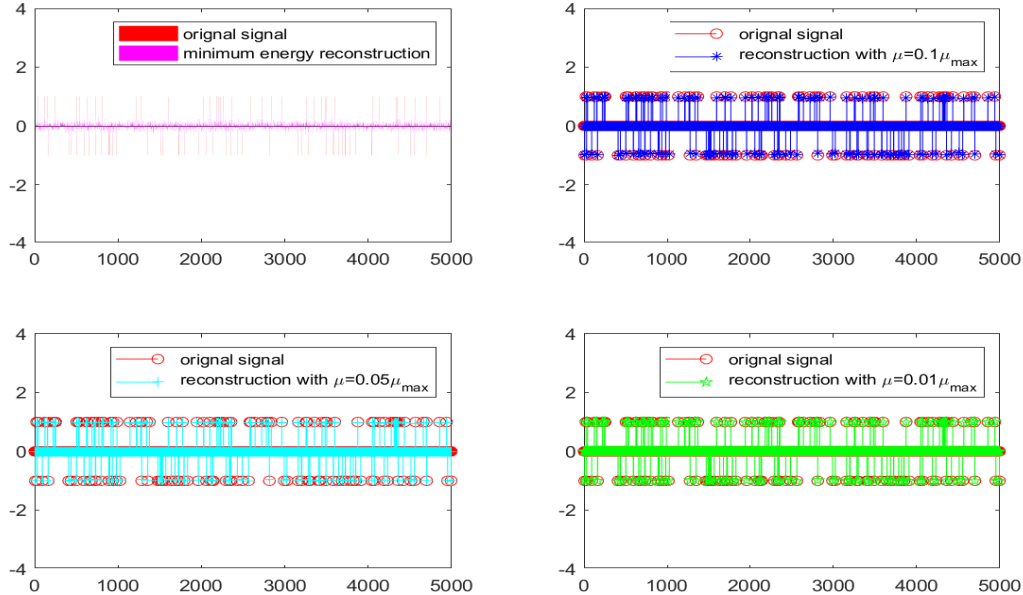 4
orignal signal
minimum energy reconstruction
2
0
-2
-4
0 1000 2000 3000 4000 5000
4
orignal signal
reconstruction with μ=0.1μmax
2
0
-2
-4
0 1000 2000 3000 4000 5000
4
orignal signal
reconstruction with μ=0.05μmax
2
0
-2
-4
0 1000 2000 3000 4000 5000
4
orignal signal
reconstruction with μ=0.01μmax
2
0
-2
-4
0 1000 2000 3000 4000 5000